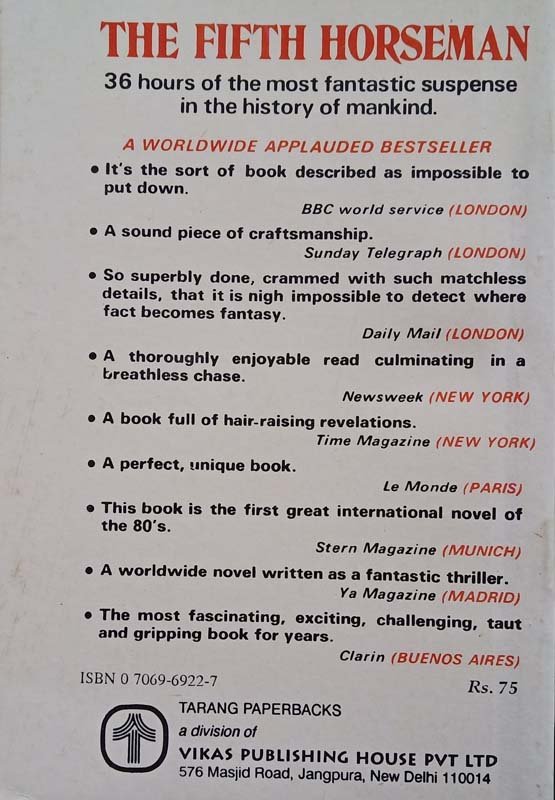 THE FIFTH HORSEMAN
36 hours of the most fantastic suspense
in the history of mankind.
A WORLDWIDE APPLAUDED BESTSELLER
• It's the sort of book described as impossible to
put down.
BBC world service (LONDON)
• A sound piece of craftsmanship.
Sunday Telegraph (LONDON)
• So superbly done, crammed with such matchless
details, that it is nigh impossible to detect where
fact becomes fantasy.
Daily Mail (LONDON)
• A thoroughly enjoyable read culminating in a
breathless chase.
Newsweek (NEW YORK)
• A book full of hair-raising revelations.
Time Magazine (NEW YORK)
• A perfect, unique book.
Le Monde (PARIS)
• This book is the first great international novel of
the 80's.
Stern Magazine (MUNICH)
• A worldwide novel written as a fantastic thriller.
Ya Magazine (MADRID)
• The most fascinating, exciting, challenging, taut
and gripping book for years.
Clarin (BUENOS AIRES)
ISBN 0 7069-6922-7
Rs. 75
TARANG PAPERBACKS
a division of
VIKAS PUBLISHING HOUSE PVT LTD
576 Masjid Road, Jangpura, New Delhi 110014